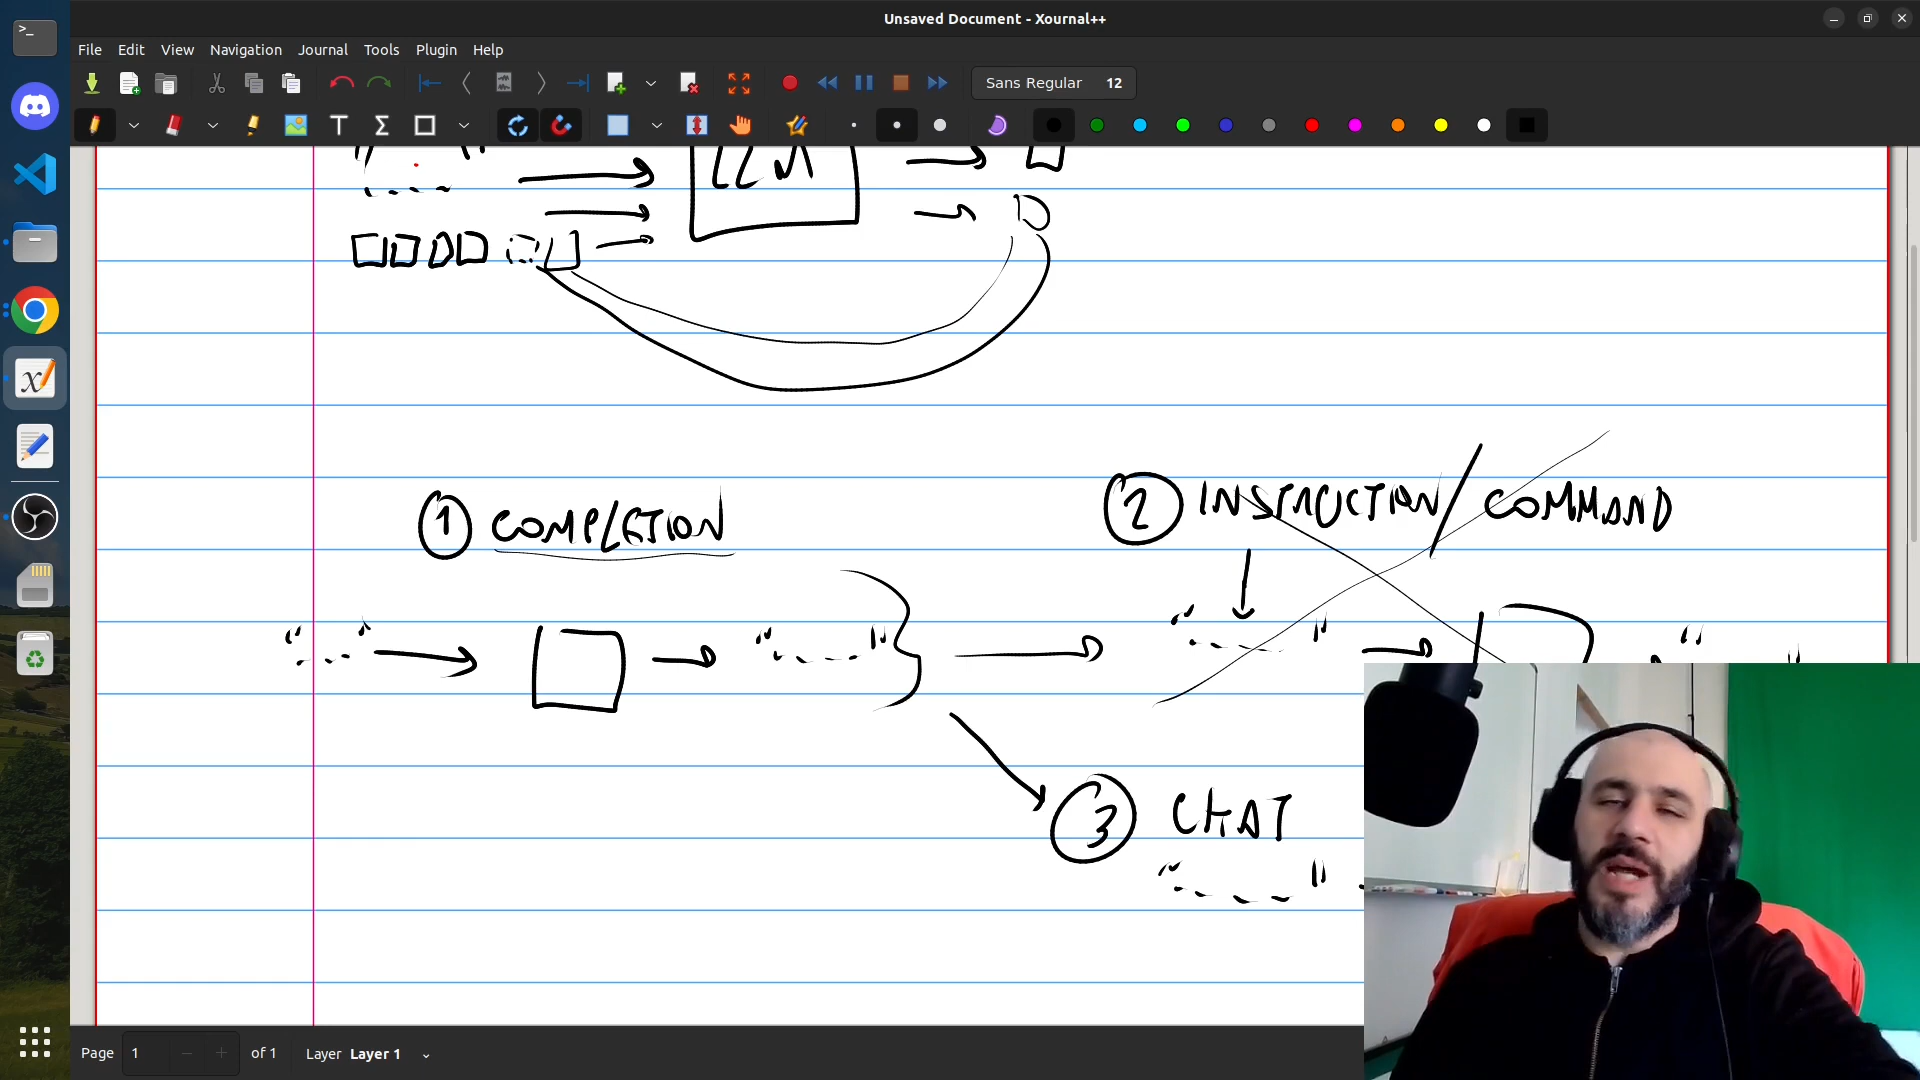 Unsaved Document - Xournal++
File Edit View Navigation Journal Tools Plugin Help
Sans Regular 12
LLM
1 COMPLETION
2 INSTRUCTION / COMMAND
3 CHAT
Page 1 of 1 Layer Layer 1